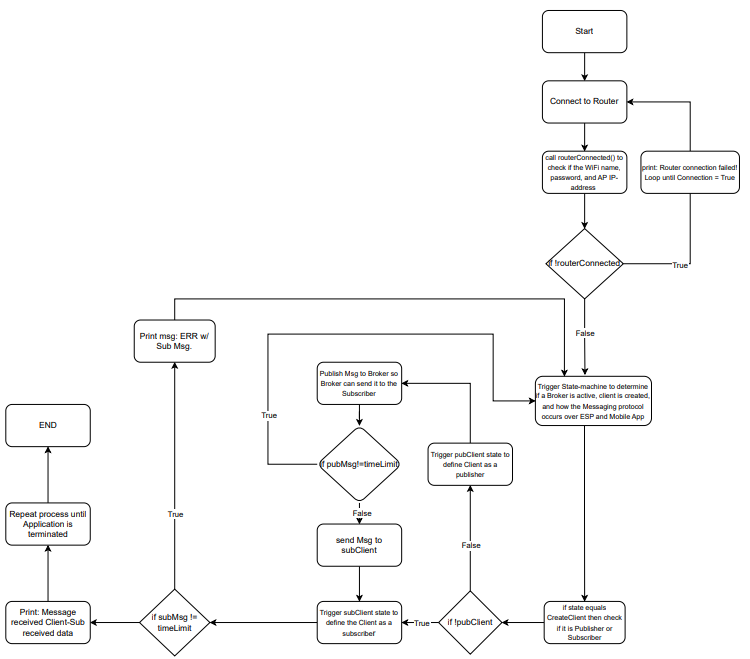 Start
Connect to Router
call routerConnected() to
check if the WiFi name,
password, and AP IP-
address
print: Router connection failed!
Loop until Connection = True
if !routerConnected
True
False
Print msg: ERR w/
Sub Msg.
Trigger State-machine to determine
if a Broker is active, client is created,
and how the Messaging protocol
occurs over ESP and Mobile App
Publish Msg to Broker so
Broker can send it to the
Subscriber
True
END
Trigger pubClient state to
define Client as a
publisher
if pubMsg!=timeLimit
False
True
Repeat process until
Application is
terminated
send Msg to
subClient
False
Print: Message
received Client-Sub
received data
if subMsg !=
timeLimit
Trigger subClient state to
define the Client as a
subscriber`
True
if !pubClient
if state equals
CreateClient then check
if it is Publisher or
Subscriber